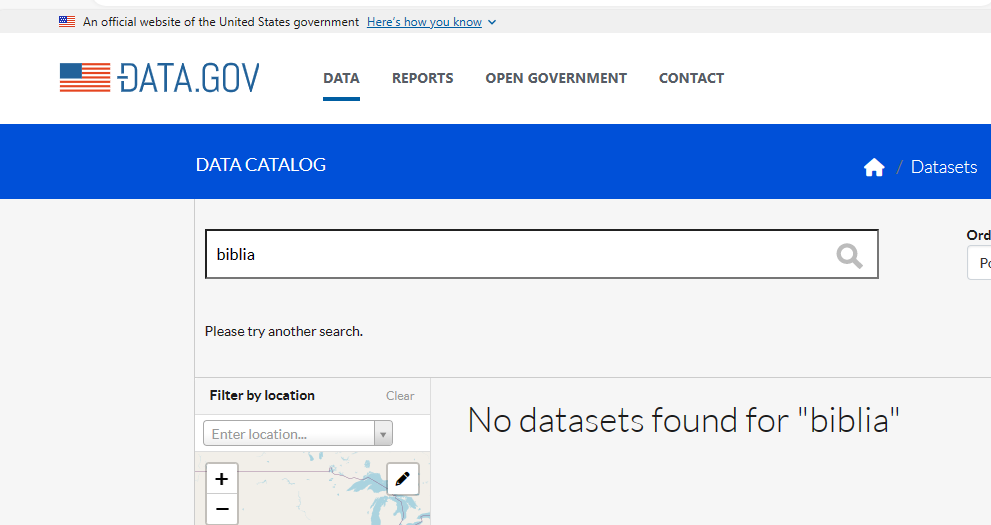 An official website of the United States government Here's how you know
DATA.GOV
DATA REPORTS OPEN GOVERNMENT CONTACT
DATA CATALOG
/ Datasets
biblia
Ord
Po
Please try another search.
Filter by location Clear
Enter location...
No datasets found for "biblia"
+
−